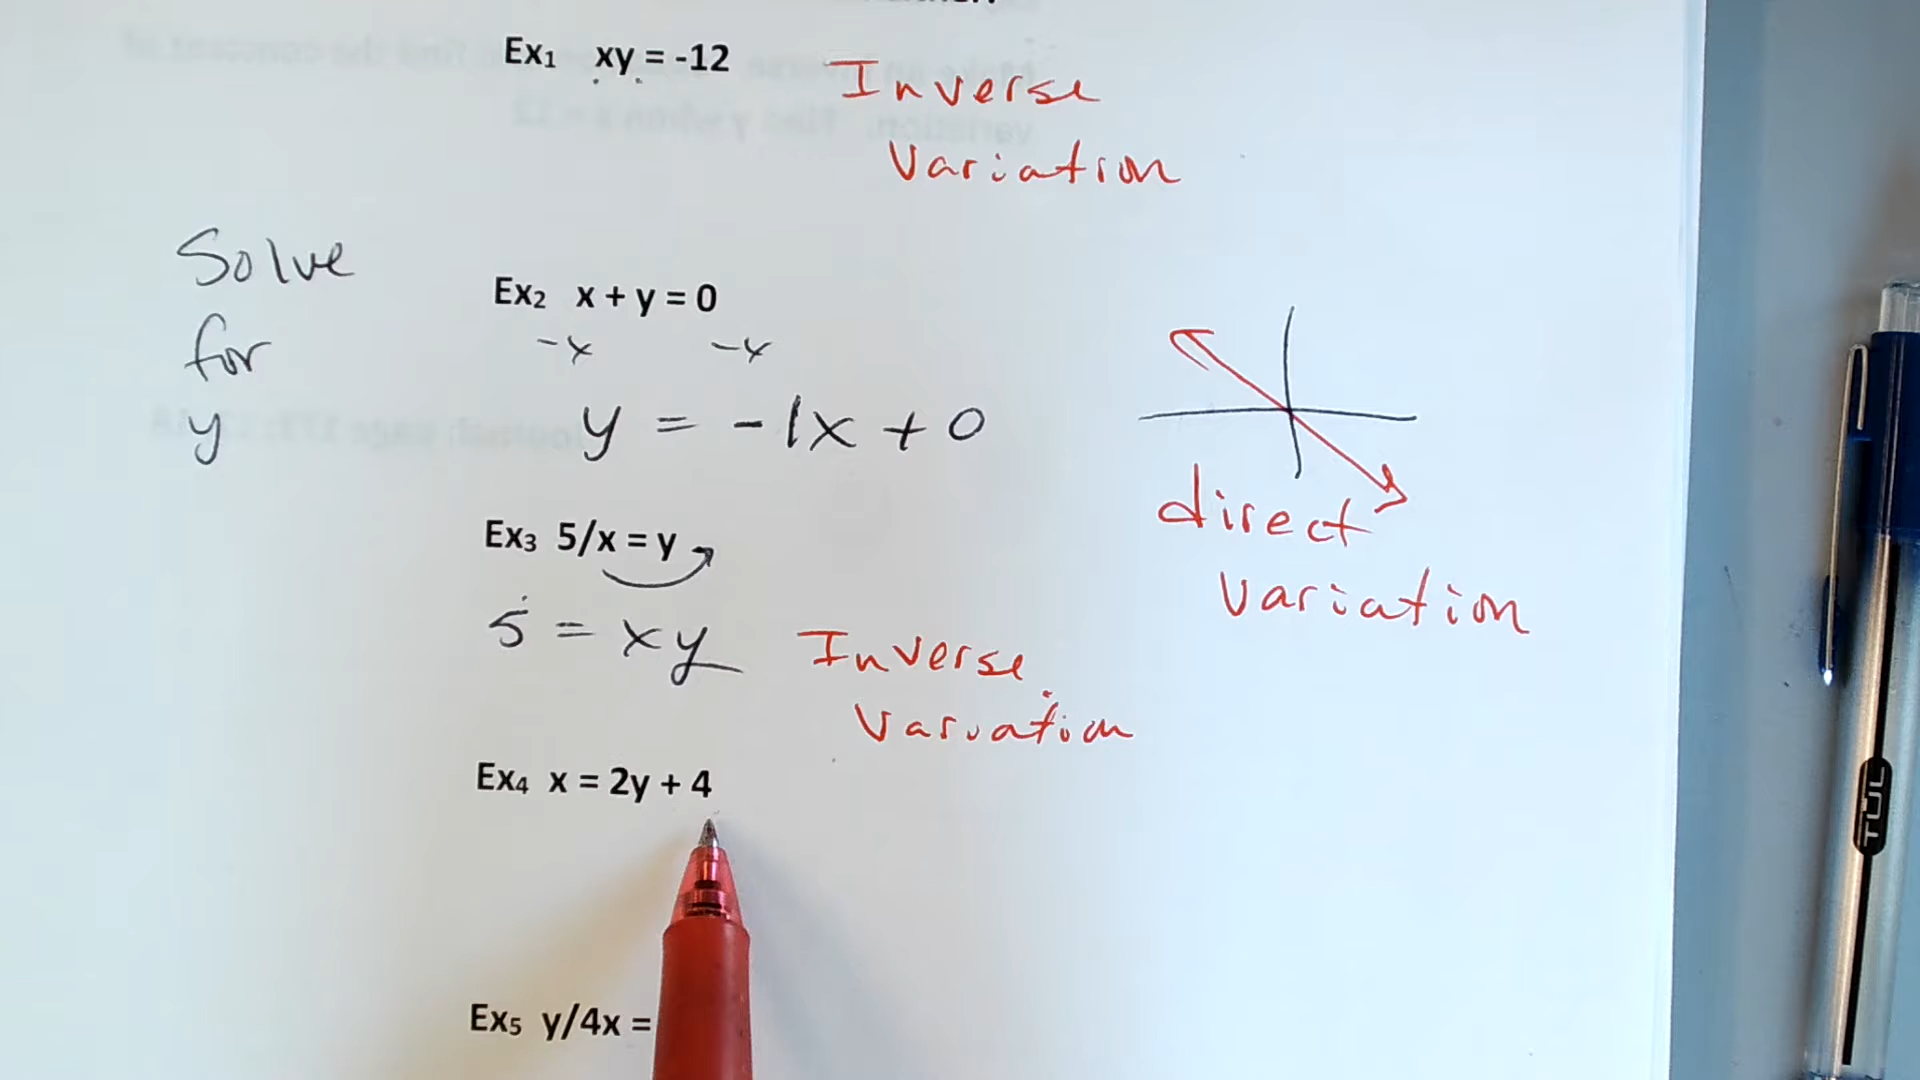 Ex1 xy = -12
Inverse
Variation
Solve
for
y
Ex2 x + y = 0
-x -x
y = -1x + 0
direct
Variation
Ex3 5/x = y
5 = xy
Inverse
Variation
Ex4 x = 2y + 4
Ex5 y/4x =
TUL